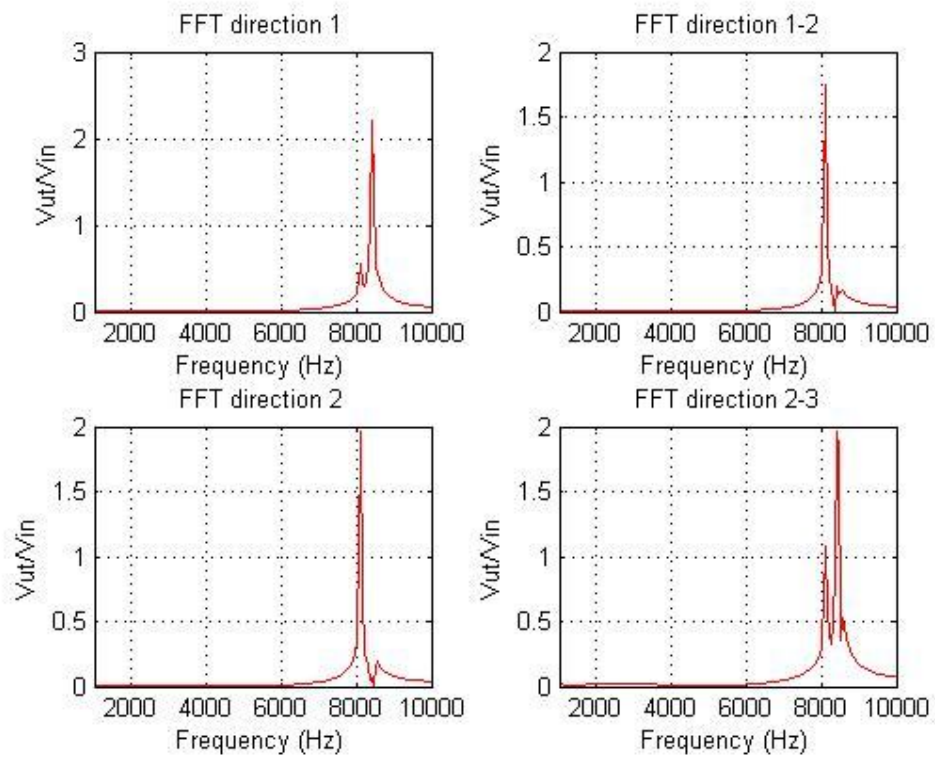 FFT direction 1
3
2
1
0
Vut/Vin
2000 4000 6000 8000 10000
Frequency (Hz)
FFT direction 1-2
2
1.5
1
0.5
0
Vut/Vin
2000 4000 6000 8000 10000
Frequency (Hz)
FFT direction 2
2
1.5
1
0.5
0
Vut/Vin
2000 4000 6000 8000 10000
Frequency (Hz)
FFT direction 2-3
2
1.5
1
0.5
0
Vut/Vin
2000 4000 6000 8000 10000
Frequency (Hz)